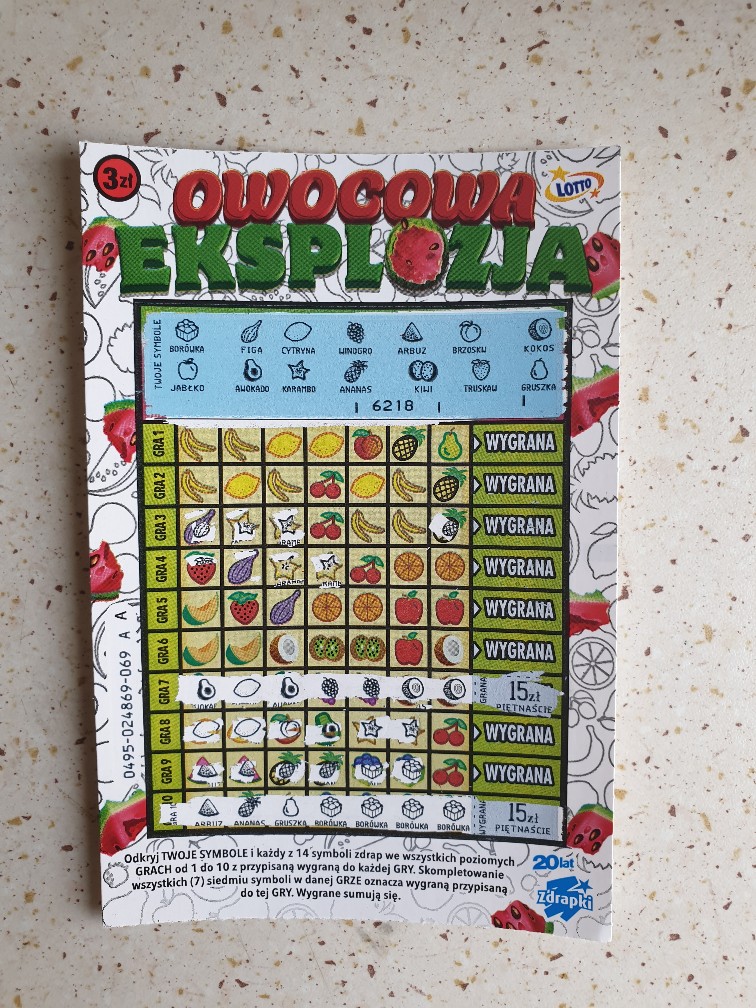 3zł
OWOCOWA
LOTTO
EKSPLOZJA
TWOJE SYMBOLE
BORÓWKA FIGA CYTRYNA WINOGRO ARBUZ BRZOSKW KOKOS
JABŁKO AWOKADO KARAMBO ANANAS KIWI TRUSKAW GRUSZKA
6218
GRA 1 WYGRANA
GRA 2 WYGRANA
GRA 3 WYGRANA
GRA 4 WYGRANA
GRA 5 WYGRANA
GRA 6 WYGRANA
GRA 7 15zł
PIĘTNAŚCIE
GRA 8 WYGRANA
GRA 9 WYGRANA
WYGRANA 15zł
ARBUZ ANANAS GRUSZKA BORÓWKA BORÓWKA BORÓWKA BORÓWKA PIĘTNAŚCIE
0495-024869-069 A A
Odkryj TWOJE SYMBOLE i każdy z 14 symboli zdrap we wszystkich poziomych
GRACH od 1 do 10 z przypisaną wygraną do każdej GRY. Skompletowanie
wszystkich (7) siedmiu symboli w danej GRZE oznacza wygraną przypisaną
do tej GRY. Wygrane sumują się.
20 lat
zdrapki